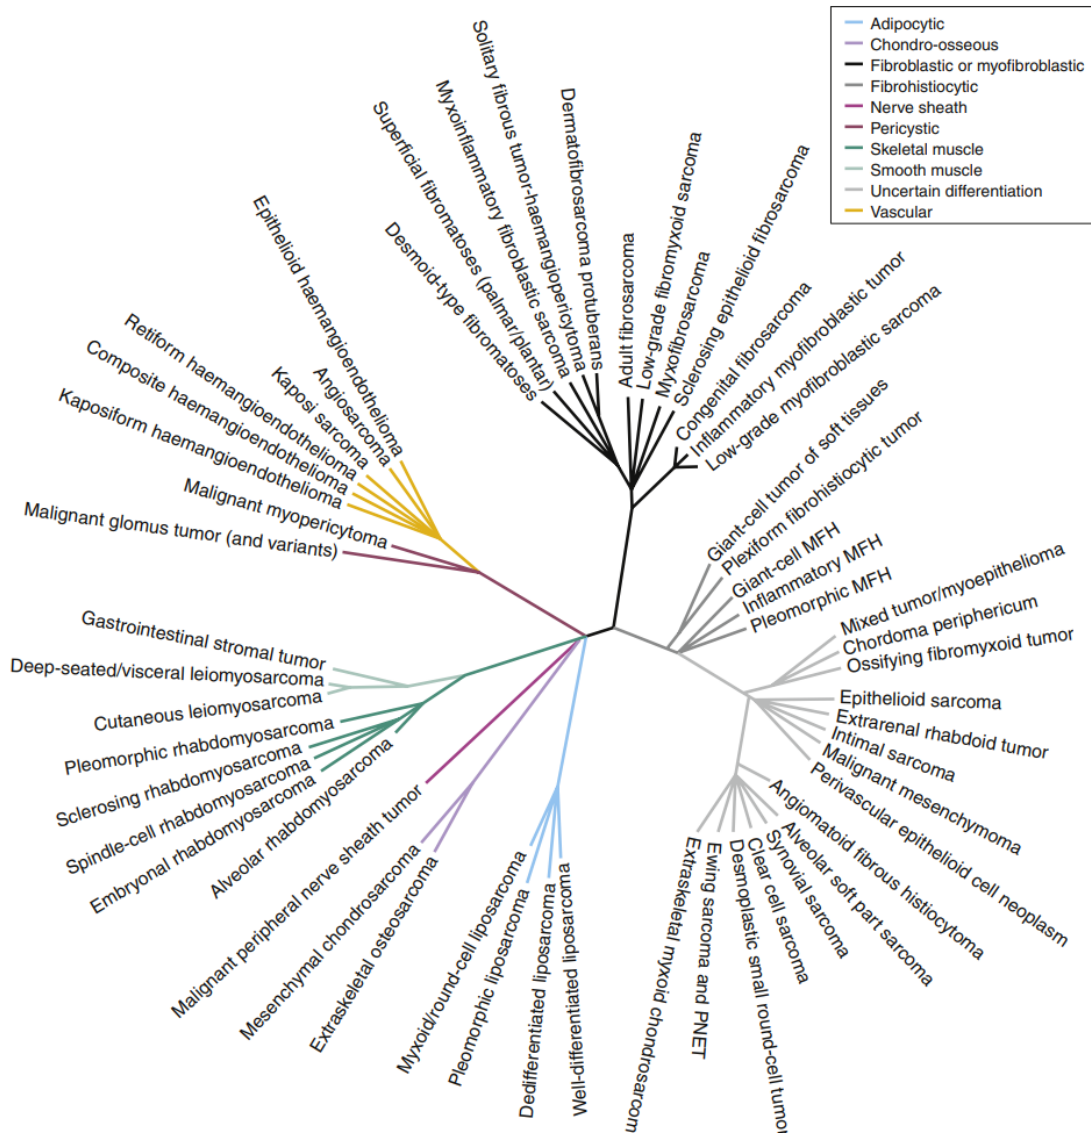 Adipocytic
Chondro-osseous
Fibroblastic or myofibroblastic
Fibrohistiocytic
Nerve sheath
Pericystic
Skeletal muscle
Smooth muscle
Uncertain differentiation
Vascular
Malignant glomus tumor (and variants)
Malignant myopericytoma
Kaposiform haemangioendothelioma
Composite haemangioendothelioma
Retiform haemangioendothelioma
Kaposi sarcoma
Angiosarcoma
Epithelioid haemangioendothelioma
Desmoid-type fibromatoses
Superficial fibromatoses (palmar/plantar)
Myxoinflammatory fibroblastic sarcoma
Solitary fibrous tumor-haemangiopericytoma
Dermatofibrosarcoma protuberans
Adult fibrosarcoma
Low-grade fibromyxoid sarcoma
Myxofibrosarcoma
Sclerosing epithelioid fibrosarcoma
Congenital fibrosarcoma
Inflammatory myofibroblastic tumor
Low-grade myofibroblastic sarcoma
Giant-cell tumor of soft tissues
Plexiform fibrohistiocytic tumor
Giant-cell MFH
Inflammatory MFH
Pleomorphic MFH
Mixed tumor/myoepithelioma
Chordoma periphericum
Ossifying fibromyxoid tumor
Epithelioid sarcoma
Extrarenal rhabdoid tumor
Intimal sarcoma
Malignant mesenchymoma
Perivascular epithelioid cell neoplasm
Angiomatoid fibrous histiocytoma
Alveolar soft part sarcoma
Synovial sarcoma
Clear cell sarcoma
Desmoplastic small round-cell tumor
Ewing sarcoma and PNET
Extraskeletal myxoid chondrosarcom
Well-differentiated liposarcoma
Dedifferentiated liposarcoma
Pleomorphic liposarcoma
Myxoid/round-cell liposarcoma
Extraskeletal osteosarcoma
Mesenchymal chondrosarcoma
Malignant peripheral nerve sheath tumor
Alveolar rhabdomyosarcoma
Embryonal rhabdomyosarcoma
Spindle-cell rhabdomyosarcoma
Sclerosing rhabdomyosarcoma
Pleomorphic rhabdomyosarcoma
Cutaneous leiomyosarcoma
Deep-seated/visceral leiomyosarcoma
Gastrointestinal stromal tumor